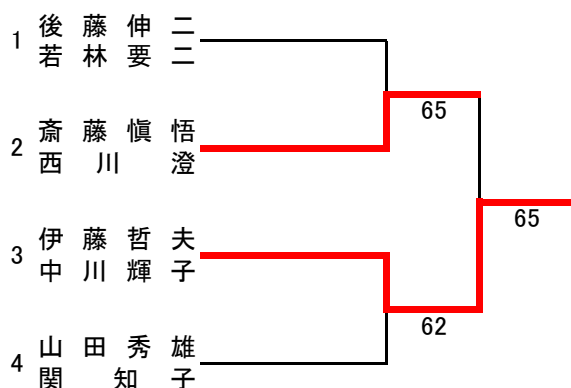 1 後藤伸二
若林要二
65
2 斎藤愼悟
西川澄
65
3 伊藤哲夫
中川輝子
62
4 山田秀雄
関知子